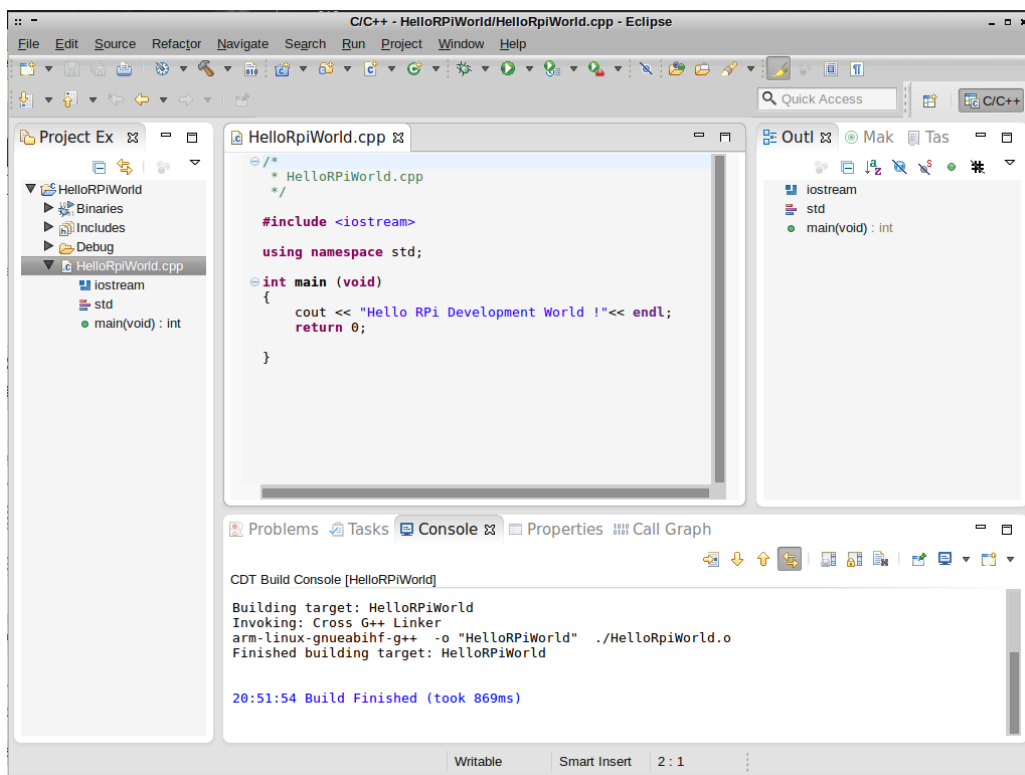 C/C++ - HelloRPiWorld/HelloRpiWorld.cpp - Eclipse
File Edit Source Refactor Navigate Search Run Project Window Help
Quick Access
C/C++
Project Ex
HelloRPiWorld
Binaries
Includes
Debug
HelloRpiWorld.cpp
iostream
std
main(void) : int
HelloRpiWorld.cpp
/*
* HelloRPiWorld.cpp
*/
#include <iostream>
using namespace std;
int main (void)
{
cout << "Hello RPi Development World !"<< endl;
return 0;
}
Outl Mak Tas
iostream
std
main(void) : int
Problems Tasks Console Properties Call Graph
CDT Build Console [HelloRPiWorld]
Building target: HelloRPiWorld
Invoking: Cross G++ Linker
arm-linux-gnueabihf-g++ -o "HelloRPiWorld" ./HelloRpiWorld.o
Finished building target: HelloRPiWorld
20:51:54 Build Finished (took 869ms)
Writable Smart Insert 2 : 1